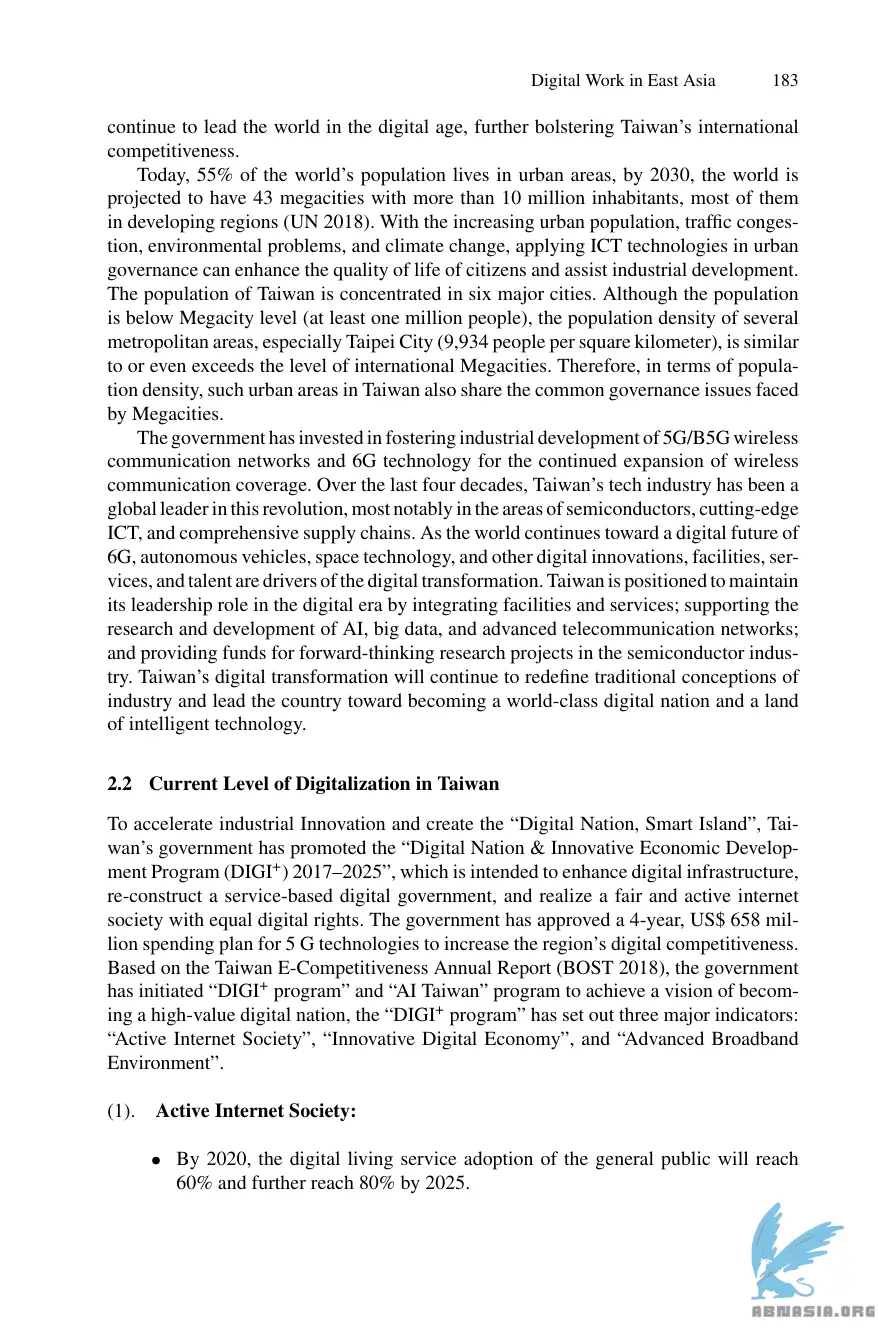 Digital Work in East Asia 183
continue to lead the world in the digital age, further bolstering Taiwan’s international
competitiveness.
Today, 55% of the world’s population lives in urban areas, by 2030, the world is
projected to have 43 megacities with more than 10 million inhabitants, most of them
in developing regions (UN 2018). With the increasing urban population, traffic conges-
tion, environmental problems, and climate change, applying ICT technologies in urban
governance can enhance the quality of life of citizens and assist industrial development.
The population of Taiwan is concentrated in six major cities. Although the population
is below Megacity level (at least one million people), the population density of several
metropolitan areas, especially Taipei City (9,934 people per square kilometer), is similar
to or even exceeds the level of international Megacities. Therefore, in terms of popula-
tion density, such urban areas in Taiwan also share the common governance issues faced
by Megacities.
The government has invested in fostering industrial development of 5G/B5G wireless
communication networks and 6G technology for the continued expansion of wireless
communication coverage. Over the last four decades, Taiwan’s tech industry has been a
global leader in this revolution, most notably in the areas of semiconductors, cutting-edge
ICT, and comprehensive supply chains. As the world continues toward a digital future of
6G, autonomous vehicles, space technology, and other digital innovations, facilities, ser-
vices, and talent are drivers of the digital transformation. Taiwan is positioned to maintain
its leadership role in the digital era by integrating facilities and services; supporting the
research and development of AI, big data, and advanced telecommunication networks;
and providing funds for forward-thinking research projects in the semiconductor indus-
try. Taiwan’s digital transformation will continue to redefine traditional conceptions of
industry and lead the country toward becoming a world-class digital nation and a land
of intelligent technology.
2.2 Current Level of Digitalization in Taiwan
To accelerate industrial Innovation and create the “Digital Nation, Smart Island”, Tai-
wan’s government has promoted the “Digital Nation & Innovative Economic Develop-
ment Program (DIGI⁺) 2017–2025”, which is intended to enhance digital infrastructure,
re-construct a service-based digital government, and realize a fair and active internet
society with equal digital rights. The government has approved a 4-year, US$ 658 mil-
lion spending plan for 5 G technologies to increase the region’s digital competitiveness.
Based on the Taiwan E-Competitiveness Annual Report (BOST 2018), the government
has initiated “DIGI⁺ program” and “AI Taiwan” program to achieve a vision of becom-
ing a high-value digital nation, the “DIGI⁺ program” has set out three major indicators:
“Active Internet Society”, “Innovative Digital Economy”, and “Advanced Broadband
Environment”.
(1). Active Internet Society:
• By 2020, the digital living service adoption of the general public will reach
60% and further reach 80% by 2025.
ABNASIA.ORG